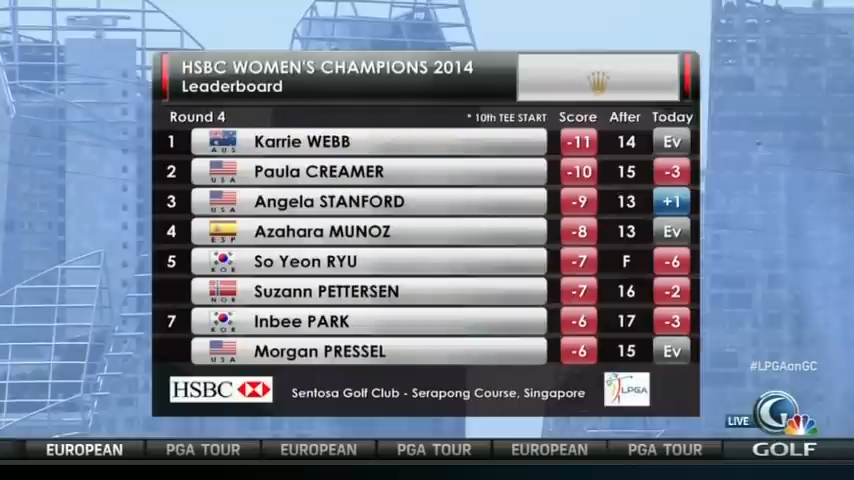 HSBC WOMEN'S CHAMPIONS 2014
Leaderboard
Round 4 * 10th TEE START Score After Today
1 AUS Karrie WEBB -11 14 Ev
2 USA Paula CREAMER -10 15 -3
3 USA Angela STANFORD -9 13 +1
4 ESP Azahara MUNOZ -8 13 Ev
5 KOR So Yeon RYU -7 F -6
NOR Suzann PETTERSEN -7 16 -2
7 KOR Inbee PARK -6 17 -3
USA Morgan PRESSEL -6 15 Ev
#LPGAonGC
HSBC Sentosa Golf Club - Serapong Course, Singapore LPGA
LIVE
EUROPEAN PGA TOUR EUROPEAN PGA TOUR EUROPEAN PGA TOUR GOLF